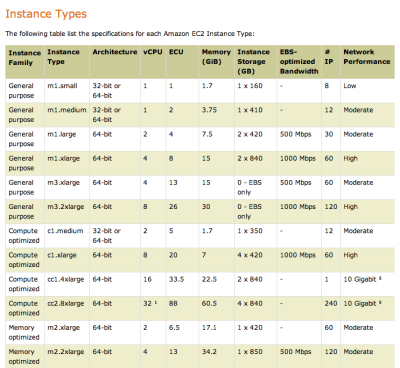 Instance Types
The following table list the specifications for each Amazon EC2 Instance Type:
Instance Family | Instance Type | Architecture | vCPU | ECU | Memory (GiB) | Instance Storage (GB) | EBS-optimized Bandwidth | # IP | Network Performance
General purpose | m1.small | 32-bit or 64-bit | 1 | 1 | 1.7 | 1 x 160 | - | 8 | Low
General purpose | m1.medium | 32-bit or 64-bit | 1 | 2 | 3.75 | 1 x 410 | - | 12 | Moderate
General purpose | m1.large | 64-bit | 2 | 4 | 7.5 | 2 x 420 | 500 Mbps | 30 | Moderate
General purpose | m1.xlarge | 64-bit | 4 | 8 | 15 | 2 x 840 | 1000 Mbps | 60 | High
General purpose | m3.xlarge | 64-bit | 4 | 13 | 15 | 0 - EBS only | 500 Mbps | 60 | Moderate
General purpose | m3.2xlarge | 64-bit | 8 | 26 | 30 | 0 - EBS only | 1000 Mbps | 120 | High
Compute optimized | c1.medium | 32-bit or 64-bit | 2 | 5 | 1.7 | 1 x 350 | - | 12 | Moderate
Compute optimized | c1.xlarge | 64-bit | 8 | 20 | 7 | 4 x 420 | 1000 Mbps | 60 | High
Compute optimized | cc1.4xlarge | 64-bit | 16 | 33.5 | 22.5 | 2 x 840 | - | 1 | 10 Gigabit ⁵
Compute optimized | cc2.8xlarge | 64-bit | 32 ¹ | 88 | 60.5 | 4 x 840 | - | 240 | 10 Gigabit ⁵
Memory optimized | m2.xlarge | 64-bit | 2 | 6.5 | 17.1 | 1 x 420 | - | 60 | Moderate
Memory optimized | m2.2xlarge | 64-bit | 4 | 13 | 34.2 | 1 x 850 | 500 Mbps | 120 | Moderate